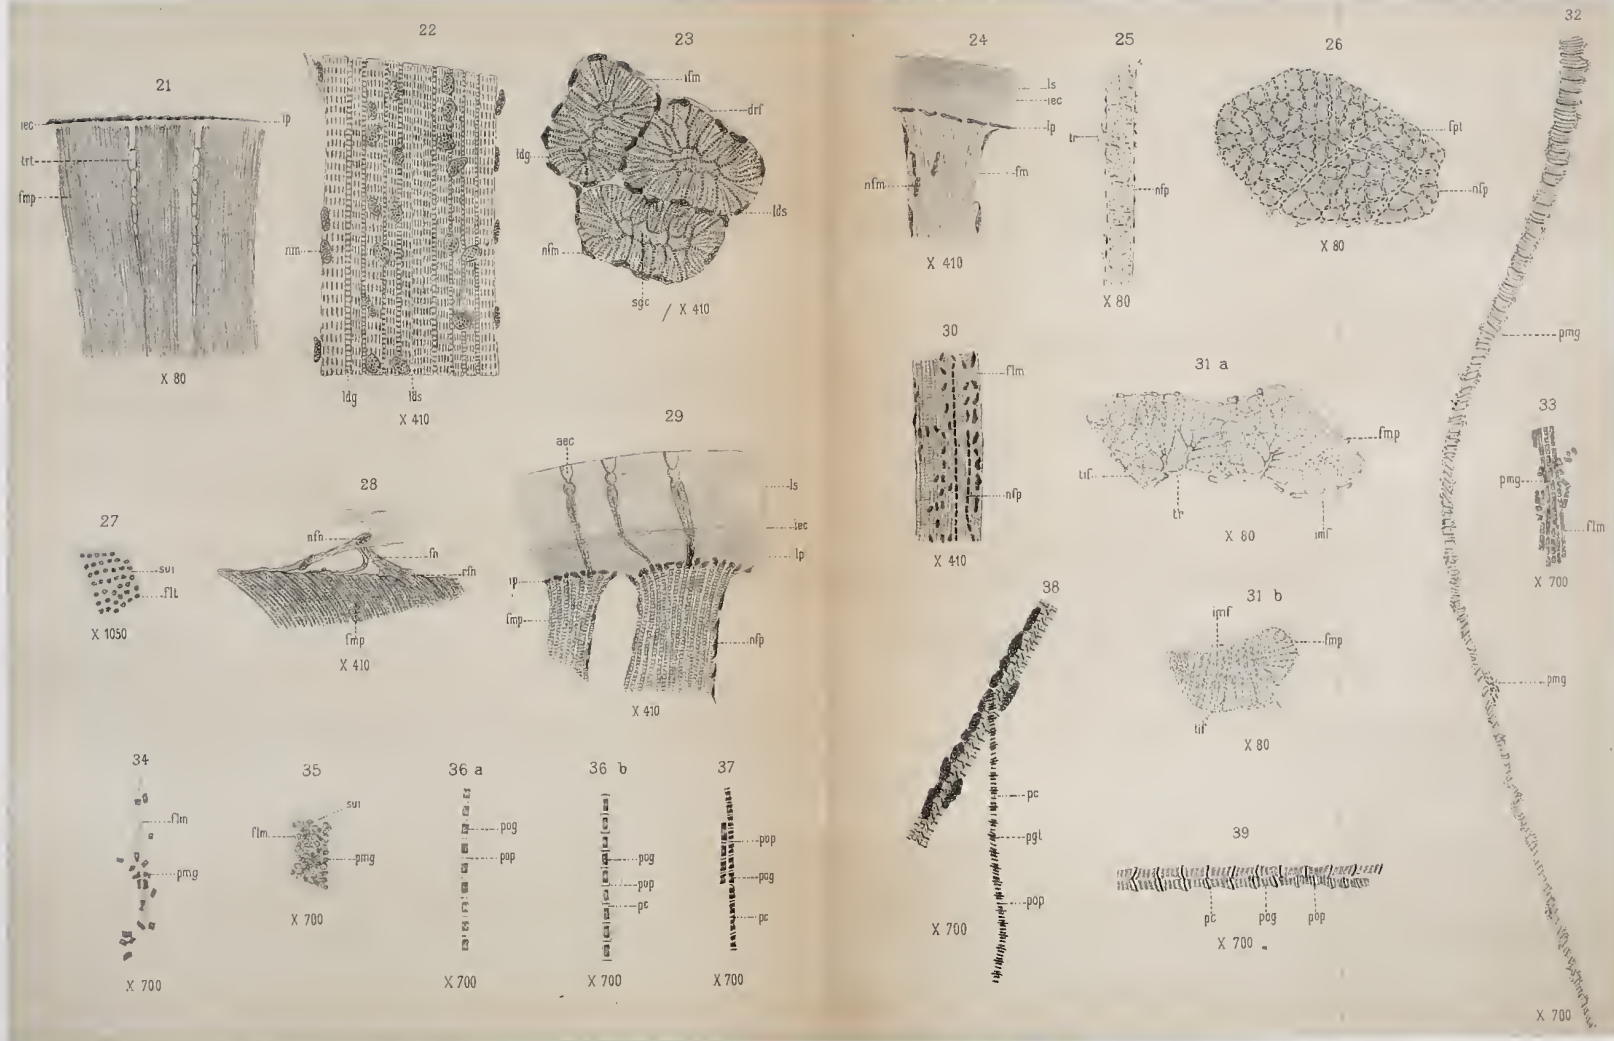 21
iec
ip
trt
fmp
X 80
22
nm
ldg
lds
X 410
23
ifm
drf
ldg
lds
nfm
sgc
X 410
24
ls
iec
lp
nfm
fm
X 410
25
tr
nfp
X 80
26
fpt
nfp
X 80
27
sui
flt
X 1050
28
nfn
fn
rfn
fmp
X 410
29
aec
ls
iec
lp
ip
fmp
nfp
X 410
30
flm
nfp
X 410
31 a
fmp
tif
tr
imf
X 80
31 b
imf
fmp
tif
X 80
32
pmg
pmg
X 700
33
pmg
flm
X 700
34
flm
pmg
X 700
35
sui
flm
pmg
X 700
36 a
pog
pop
X 700
36 b
pog
pop
pc
X 700
37
pop
pog
pc
X 700
38
pc
pgt
pop
X 700
39
pc
pog
pop
X 700